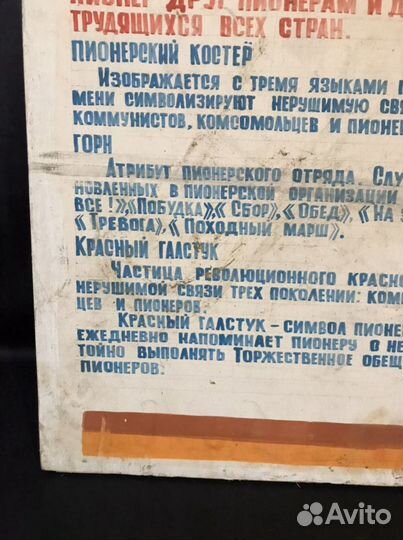 ПИОНЕР ДРУГ ПИОНЕРАМ И Д
ТРУДЯЩИХСЯ ВСЕХ СТРАН.
ПИОНЕРСКИЙ КОСТЁР
ИЗОБРАЖАЕТСЯ С ТРЕМЯ ЯЗЫКАМИ П
МЕНИ СИМВОЛИЗИРУЮТ НЕРУШИМУЮ СВЯ
КОММУНИСТОВ, КОМСОМОЛЬЦЕВ И ПИОНЕР
ГОРН
АТРИБУТ ПИОНЕРСКОГО ОТРЯДА. СЛУ
НОВЛЕННЫХ В ПИОНЕРСКОЙ ОРГАНИЗАЦИИ
ВСЕ!», «ПОБУДКА», «СБОР», «ОБЕД», «НА
«ТРЕВОГА», «ПОХОДНЫЙ МАРШ».
КРАСНЫЙ ГАЛСТУК
ЧАСТИЦА РЕВОЛЮЦИОННОГО КРАСНО
НЕРУШИМОЙ СВЯЗИ ТРЕХ ПОКОЛЕНИЙ: КОМ
ЦЕВ И ПИОНЕРОВ.
КРАСНЫЙ ГАЛСТУК – СИМВОЛ ПИОНЕ
ЕЖЕДНЕВНО НАПОМИНАЕТ ПИОНЕРУ О НЕ
ТОЙНО ВЫПОЛНЯТЬ ТОРЖЕСТВЕННОЕ ОБЕЩ
ПИОНЕРОВ.
Avito